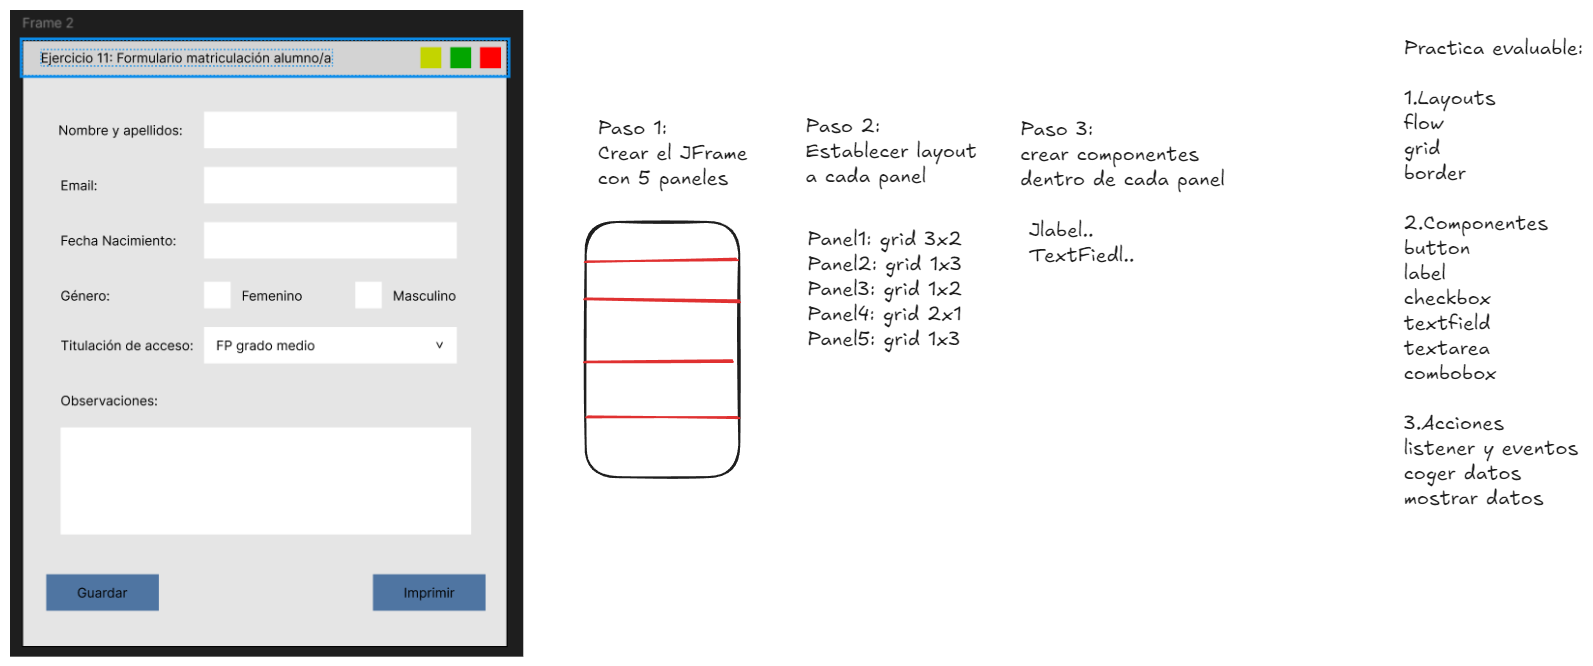 Frame 2
Ejercicio 11: Formulario matriculación alumno/a
Nombre y apellidos:
Email:
Fecha Nacimiento:
Género:
Femenino
Masculino
Titulación de acceso:
FP grado medio
v
Observaciones:
Guardar
Imprimir
Paso 1:
Crear el JFrame
con 5 paneles
Paso 2:
Establecer layout
a cada panel
Panel1: grid 3x2
Panel2: grid 1x3
Panel3: grid 1x2
Panel4: grid 2x1
Panel5: grid 1x3
Paso 3:
crear componentes
dentro de cada panel
Jlabel..
TextFiedl..
Practica evaluable:
1.Layouts
flow
grid
border
2.Componentes
button
label
checkbox
textfield
textarea
combobox
3.Acciones
listener y eventos
coger datos
mostrar datos